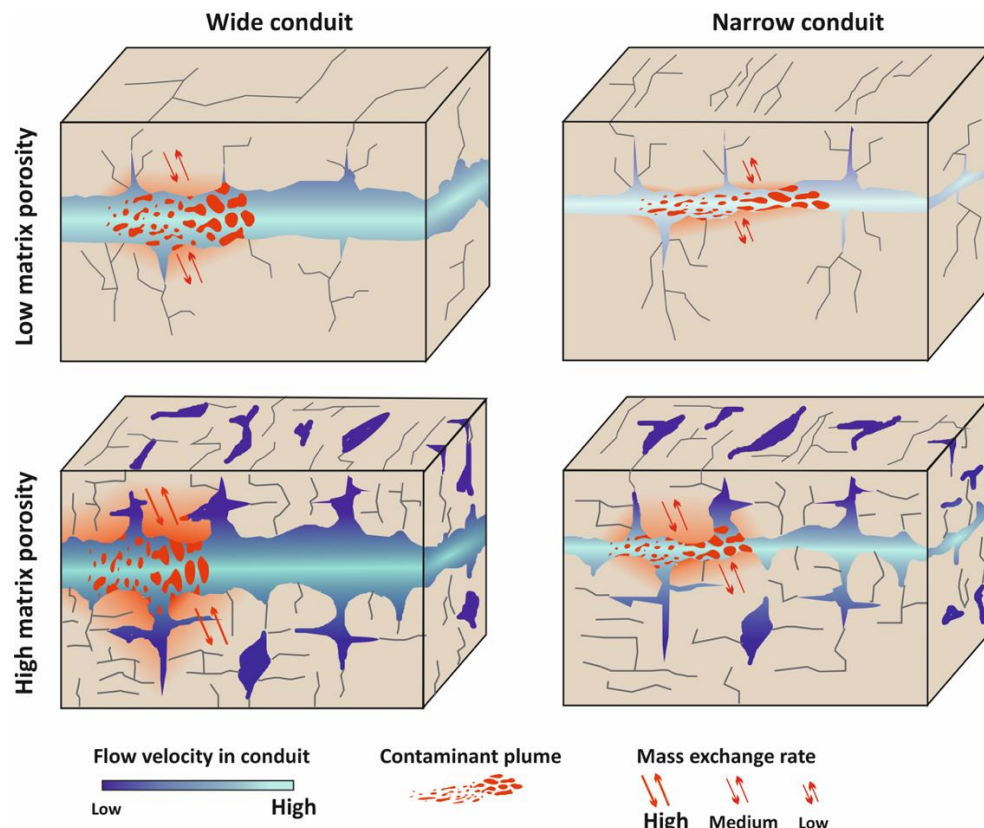 Wide conduit
Narrow conduit
Low matrix porosity
High matrix porosity
Flow velocity in conduit
Low
High
Contaminant plume
Mass exchange rate
High Medium Low